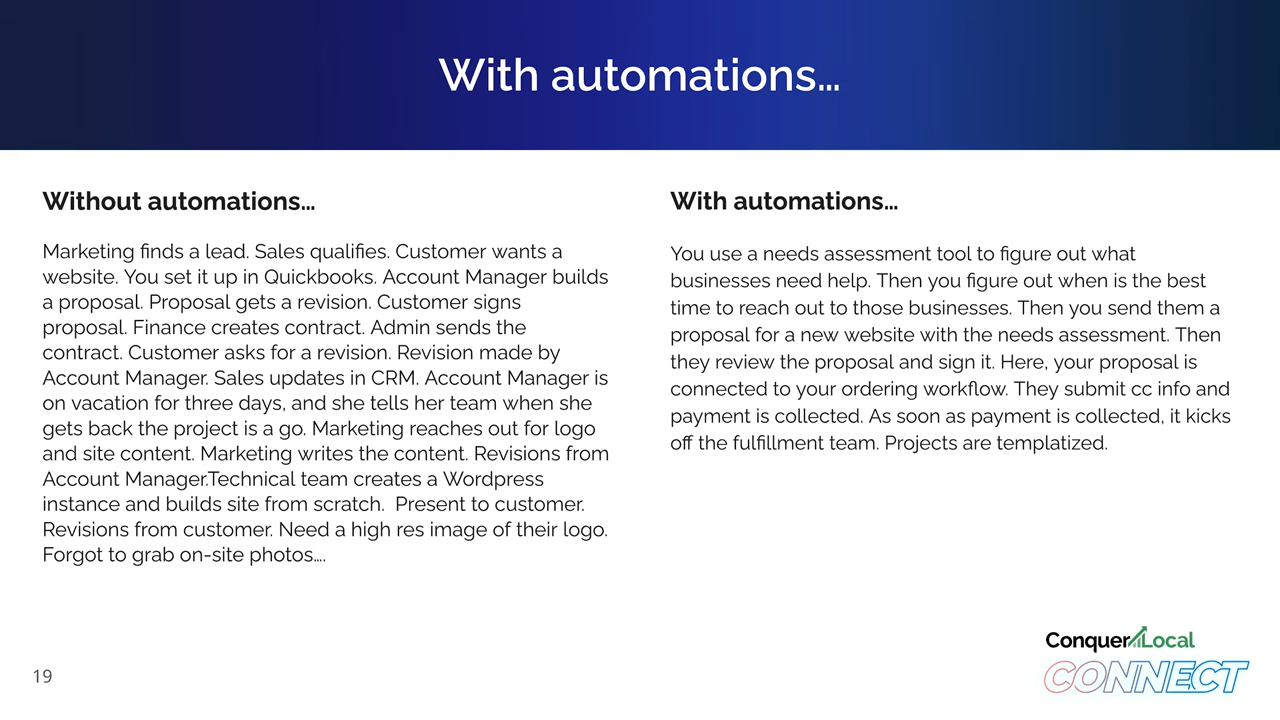 With automations...
Without automations...
Marketing finds a lead. Sales qualifies. Customer wants a
website. You set it up in Quickbooks. Account Manager builds
a proposal. Proposal gets a revision. Customer signs
proposal. Finance creates contract. Admin sends the
contract. Customer asks for a revision. Revision made by
Account Manager. Sales updates in CRM. Account Manager is
on vacation for three days, and she tells her team when she
gets back the project is a go. Marketing reaches out for logo
and site content. Marketing writes the content. Revisions from
Account Manager.Technical team creates a Wordpress
instance and builds site from scratch.  Present to customer.
Revisions from customer. Need a high res image of their logo.
Forgot to grab on-site photos....
With automations...
You use a needs assessment tool to figure out what
businesses need help. Then you figure out when is the best
time to reach out to those businesses. Then you send them a
proposal for a new website with the needs assessment. Then
they review the proposal and sign it. Here, your proposal is
connected to your ordering workflow. They submit cc info and
payment is collected. As soon as payment is collected, it kicks
off the fulfillment team. Projects are templatized.
Conquer Local
CONNECT
19